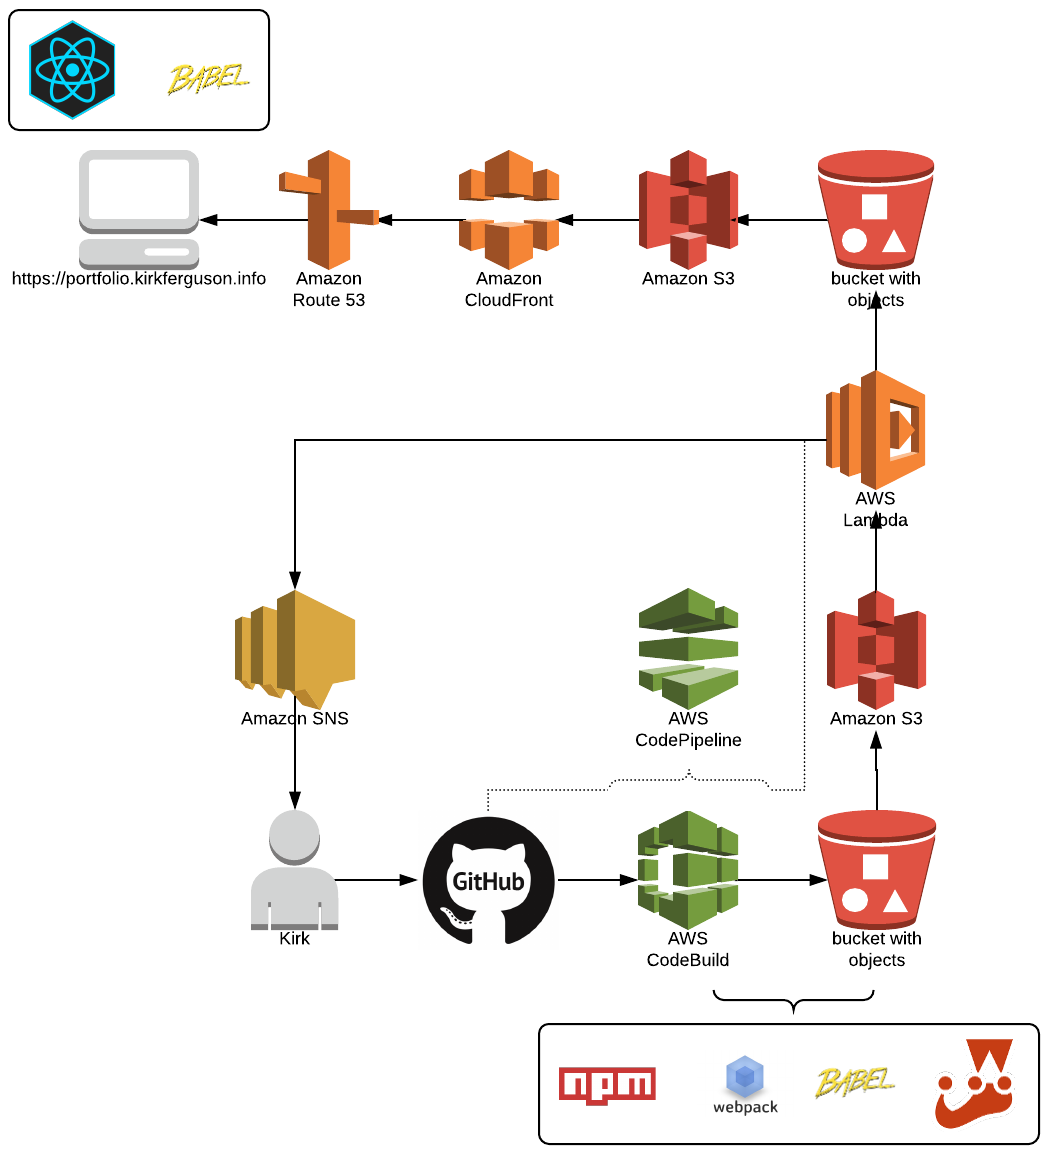 BABEL
https://portfolio.kirkferguson.info
Amazon
Route 53
Amazon
CloudFront
Amazon S3
bucket with
objects
AWS
Lambda
Amazon SNS
AWS
CodePipeline
Amazon S3
Kirk
GitHub
AWS
CodeBuild
bucket with
objects
npm
webpack
BABEL